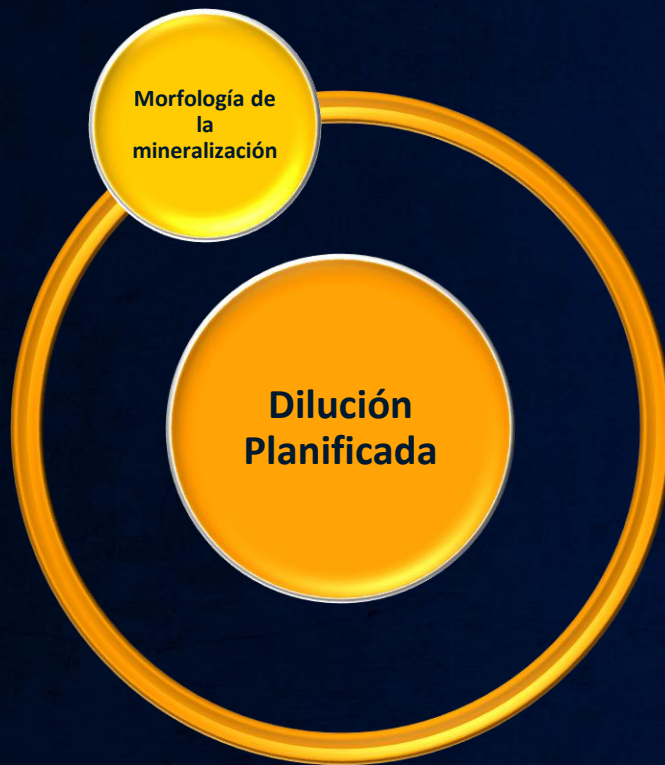 Morfología de
la
mineralización
Dilución
Planificada